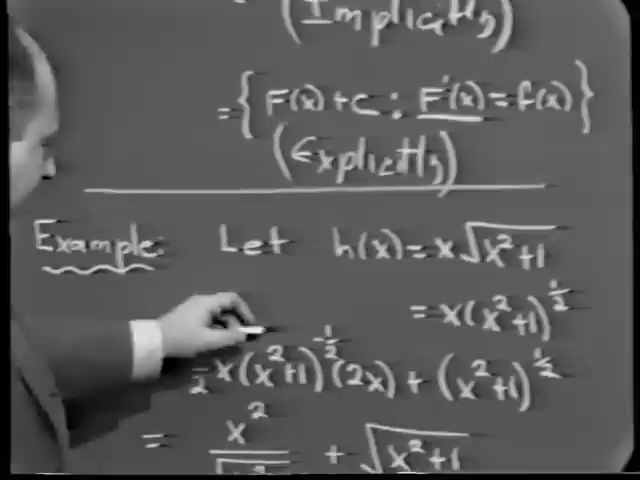 (Implicitly)
= { F(x) + c : F'(x) = f(x) }
(Explicitly)
Example: Let h(x) = x√(x²+1)
= x(x²+1)^½
½ x(x²+1)^-½ (2x) + (x²+1)^½
= x² / √x² + √(x²+1)